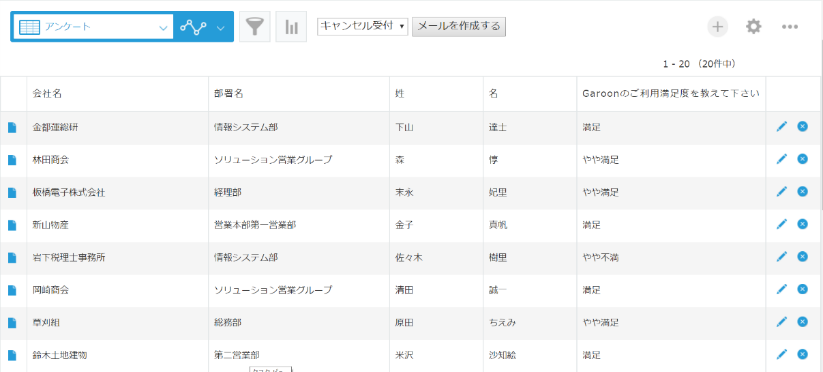 アンケート キャンセル受付 メールを作成する
1 - 20 （20件中）
会社名 部署名 姓 名 Garoonのご利用満足度を教えて下さい
金都蓮総研 情報システム部 下山 達士 満足
林田商会 ソリューション営業グループ 森 惇 やや満足
板橋電子株式会社 経理部 末永 妃里 やや満足
新山物産 営業本部第一営業部 金子 真帆 満足
岩下税理士事務所 情報システム部 佐々木 樹里 やや不満
岡崎商会 ソリューション営業グループ 清田 誠一 満足
草刈組 総務部 原田 ちえみ やや満足
鈴木土地建物 第二営業部 米沢 沙知絵 満足